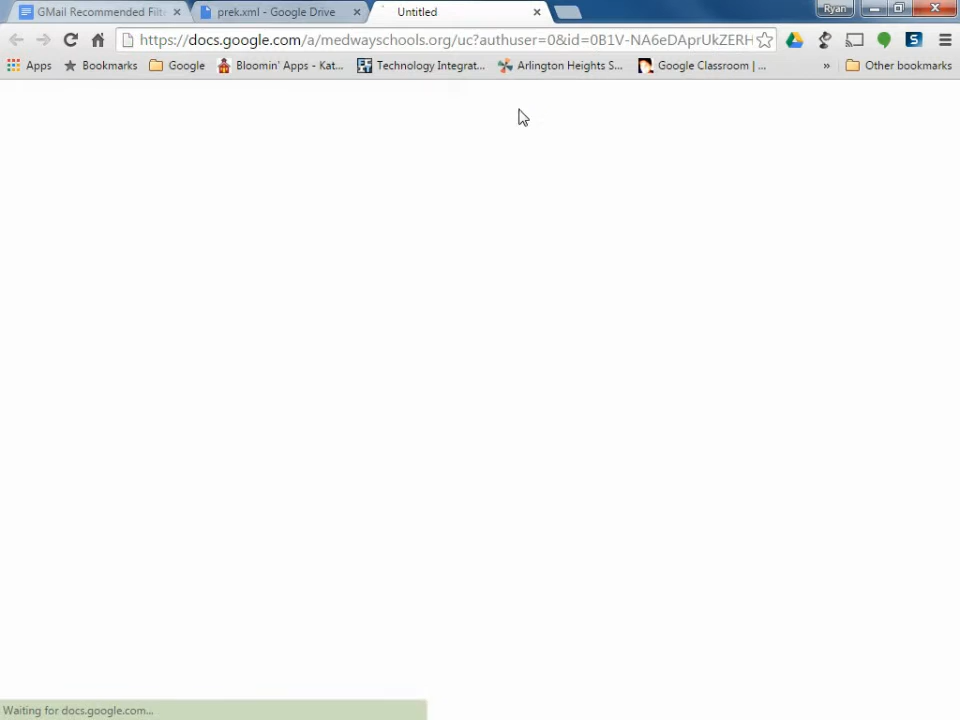 GMail Recommended Filt
prek.xml - Google Drive
Untitled
Ryan
https://docs.google.com/a/medwayschools.org/uc?authuser=0&id=0B1V-NA6eDAprUkZERH
Apps
Bookmarks
Google
Bloomin' Apps - Kat...
Technology Integrat...
Arlington Heights S...
Google Classroom | ...
»
Other bookmarks
Waiting for docs.google.com...